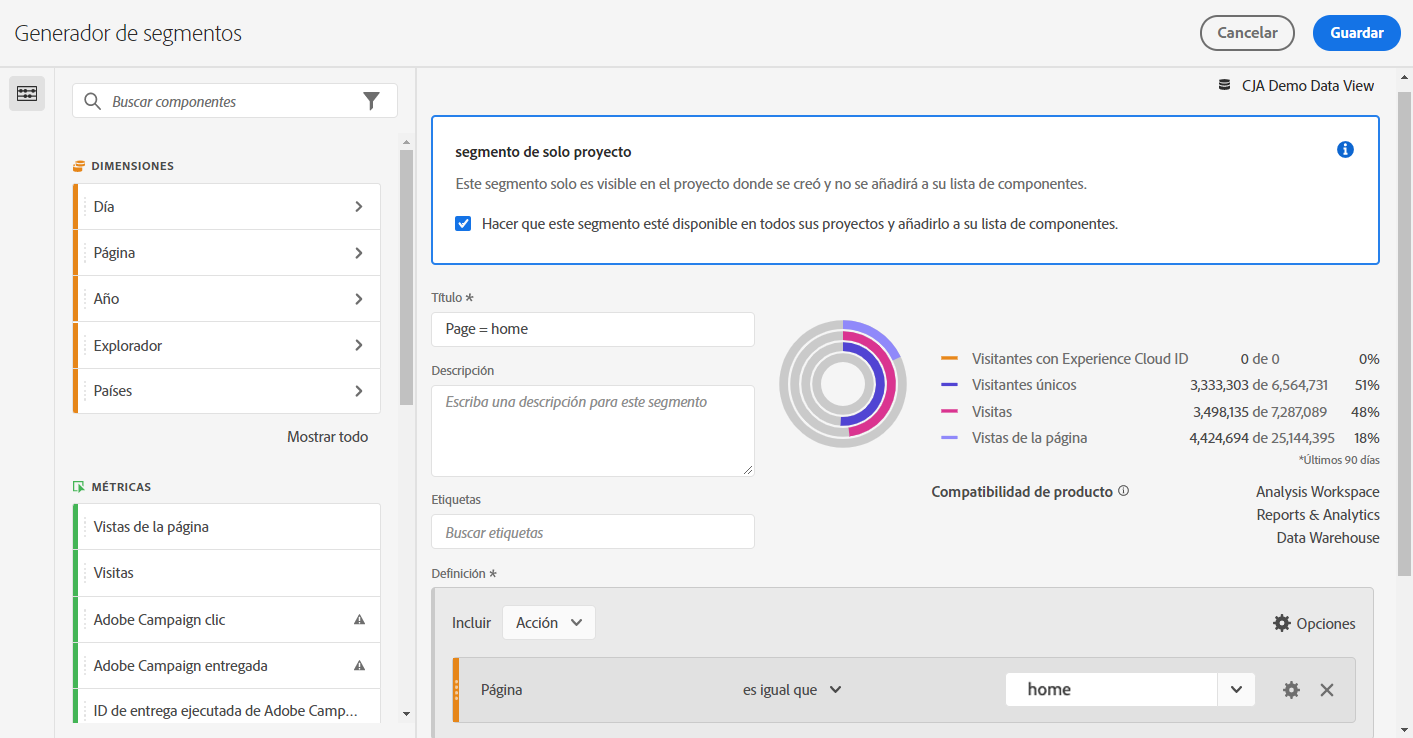 Generador de segmentos
Cancelar
Guardar
Buscar componentes
DIMENSIONES
Día
Página
Año
Explorador
Países
Mostrar todo
MÉTRICAS
Vistas de la página
Visitas
Adobe Campaign clic
Adobe Campaign entregada
ID de entrega ejecutada de Adobe Camp...
CJA Demo Data View
segmento de solo proyecto
Este segmento solo es visible en el proyecto donde se creó y no se añadirá a su lista de componentes.
Hacer que este segmento esté disponible en todos sus proyectos y añadirlo a su lista de componentes.
Título *
Page = home
Descripción
Escriba una descripción para este segmento
Etiquetas
Buscar etiquetas
Visitantes con Experience Cloud ID 0 de 0 0%
Visitantes únicos 3,333,303 de 6,564,731 51%
Visitas 3,498,135 de 7,287,089 48%
Vistas de la página 4,424,694 de 25,144,395 18%
*Últimos 90 días
Compatibilidad de producto Analysis Workspace
Reports & Analytics
Data Warehouse
Definición *
Incluir Acción Opciones
Página es igual que home